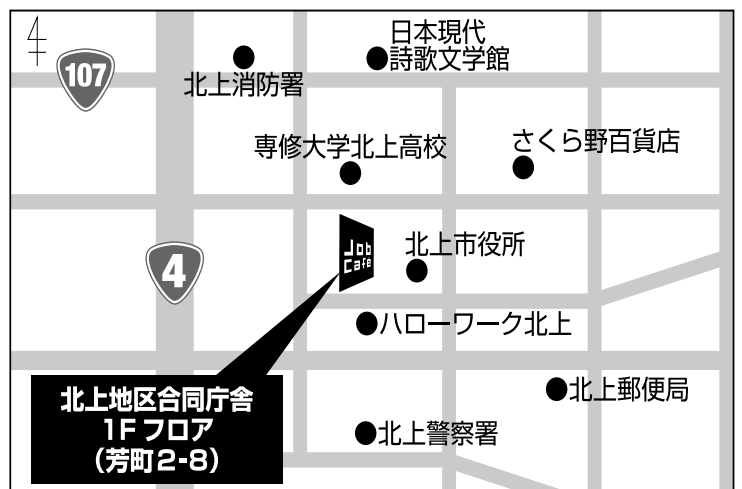 日本現代
詩歌文学館
107
北上消防署
専修大学北上高校
さくら野百貨店
Job
Cafe
北上市役所
4
ハローワーク北上
北上地区合同庁舎
1Fフロア
（芳町2-8）
北上郵便局
北上警察署